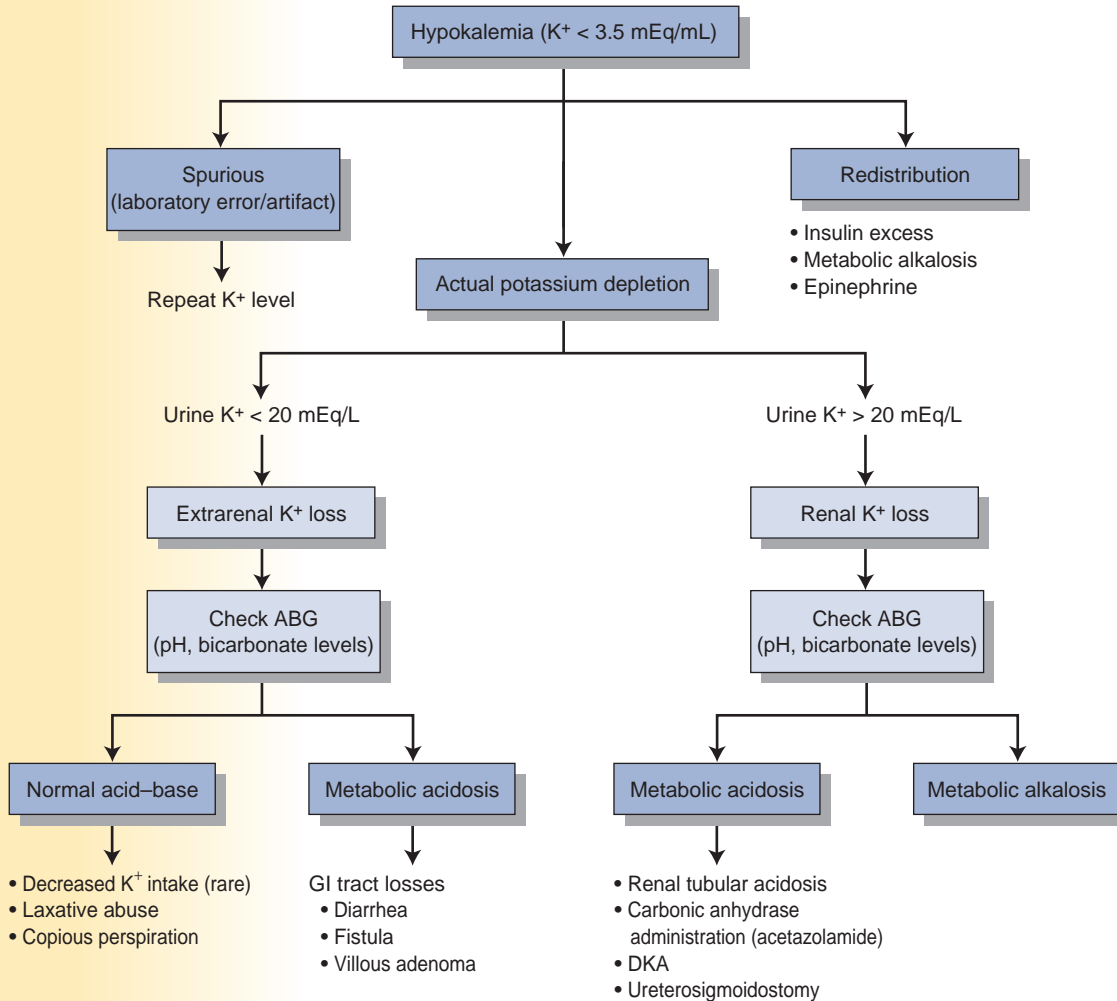 Hypokalemia (K+ < 3.5 mEq/mL)
Spurious
(laboratory error/artifact)
Repeat K+ level
Actual potassium depletion
Redistribution
• Insulin excess
• Metabolic alkalosis
• Epinephrine
Urine K+ < 20 mEq/L
Urine K+ > 20 mEq/L
Extrarenal K+ loss
Renal K+ loss
Check ABG
(pH, bicarbonate levels)
Check ABG
(pH, bicarbonate levels)
Normal acid–base
Metabolic acidosis
Metabolic acidosis
Metabolic alkalosis
• Decreased K+ intake (rare)
• Laxative abuse
• Copious perspiration
GI tract losses
• Diarrhea
• Fistula
• Villous adenoma
• Renal tubular acidosis
• Carbonic anhydrase
administration (acetazolamide)
• DKA
• Ureterosigmoidostomy